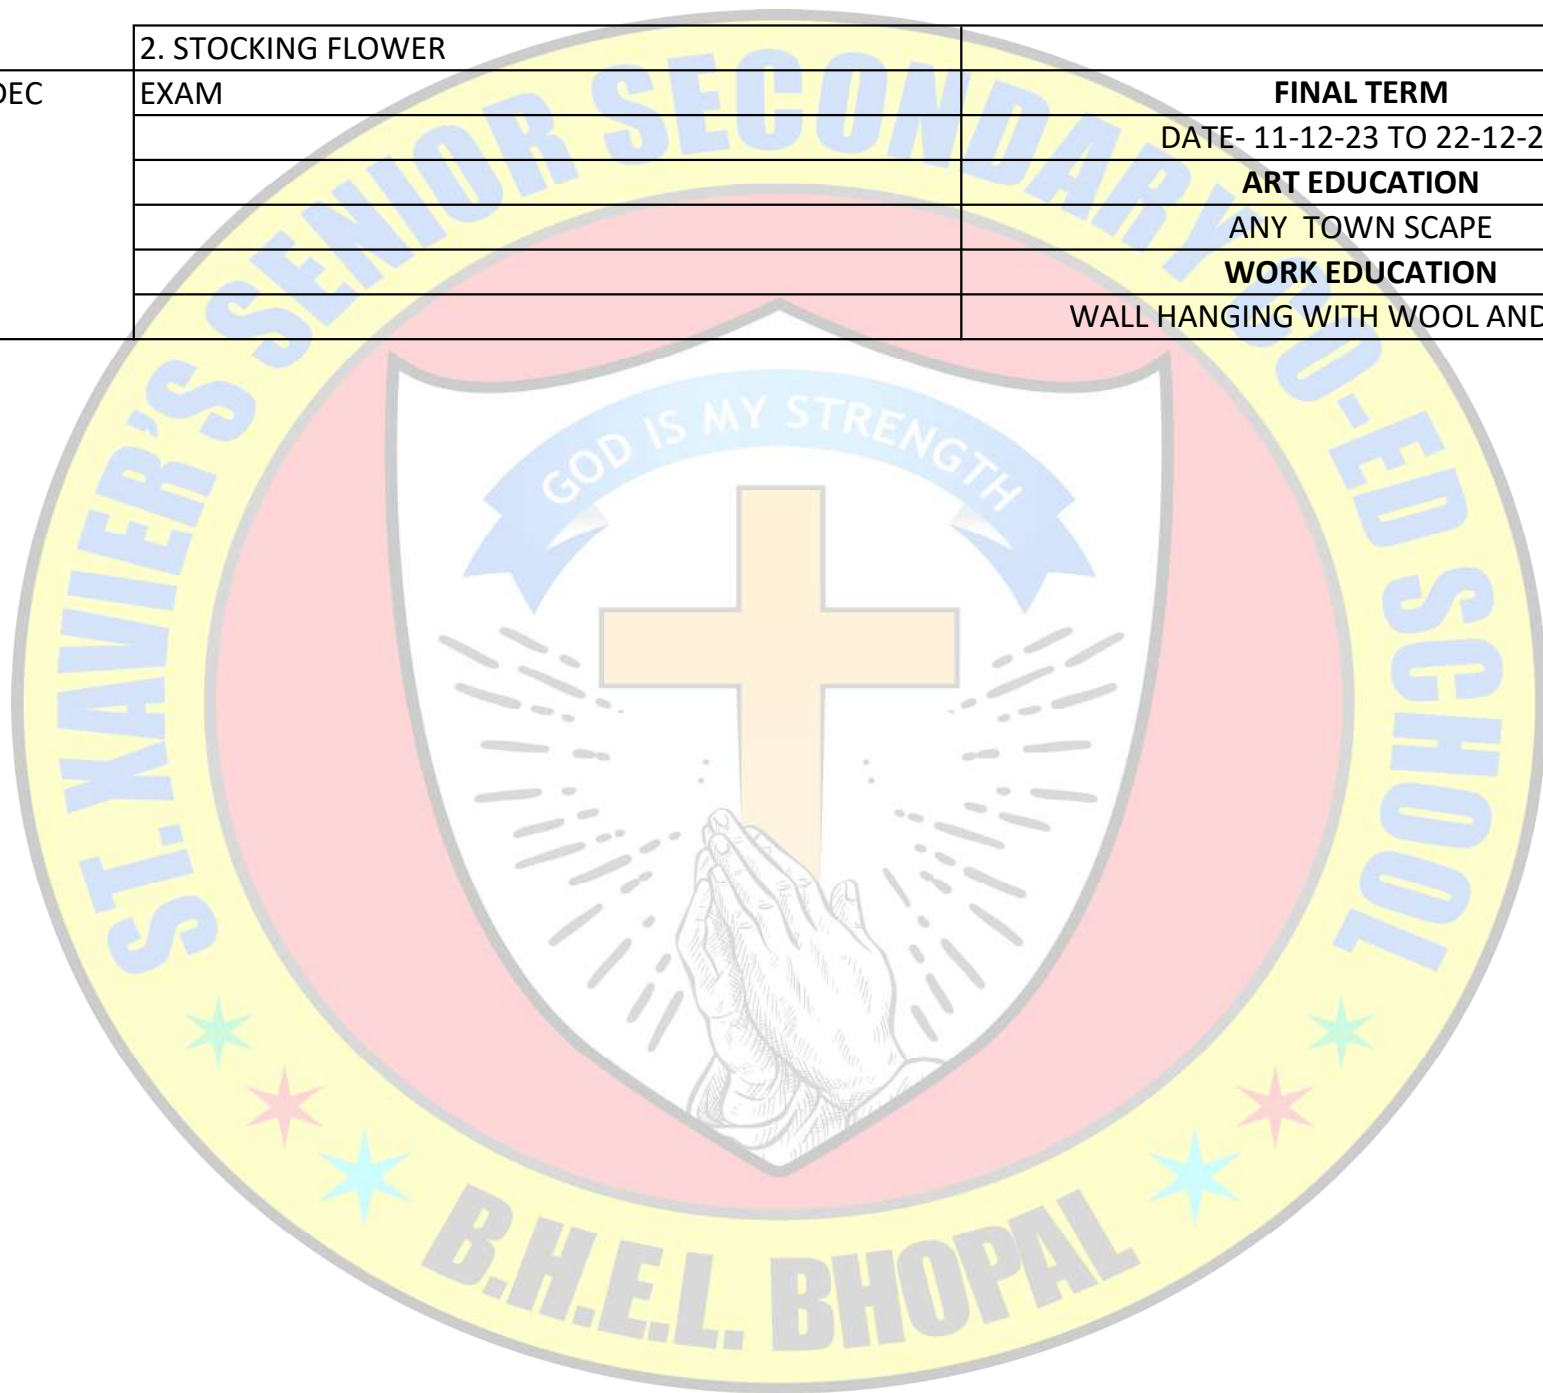 2. STOCKING FLOWER
DEC EXAM FINAL TERM
DATE- 11-12-23 TO 22-12-2
ART EDUCATION
ANY TOWN SCAPE
WORK EDUCATION
WALL HANGING WITH WOOL AND
ST. XAVIER'S SENIOR SECONDARY CO-ED SCHOOL
GOD IS MY STRENGTH
B.H.E.L. BHOPAL